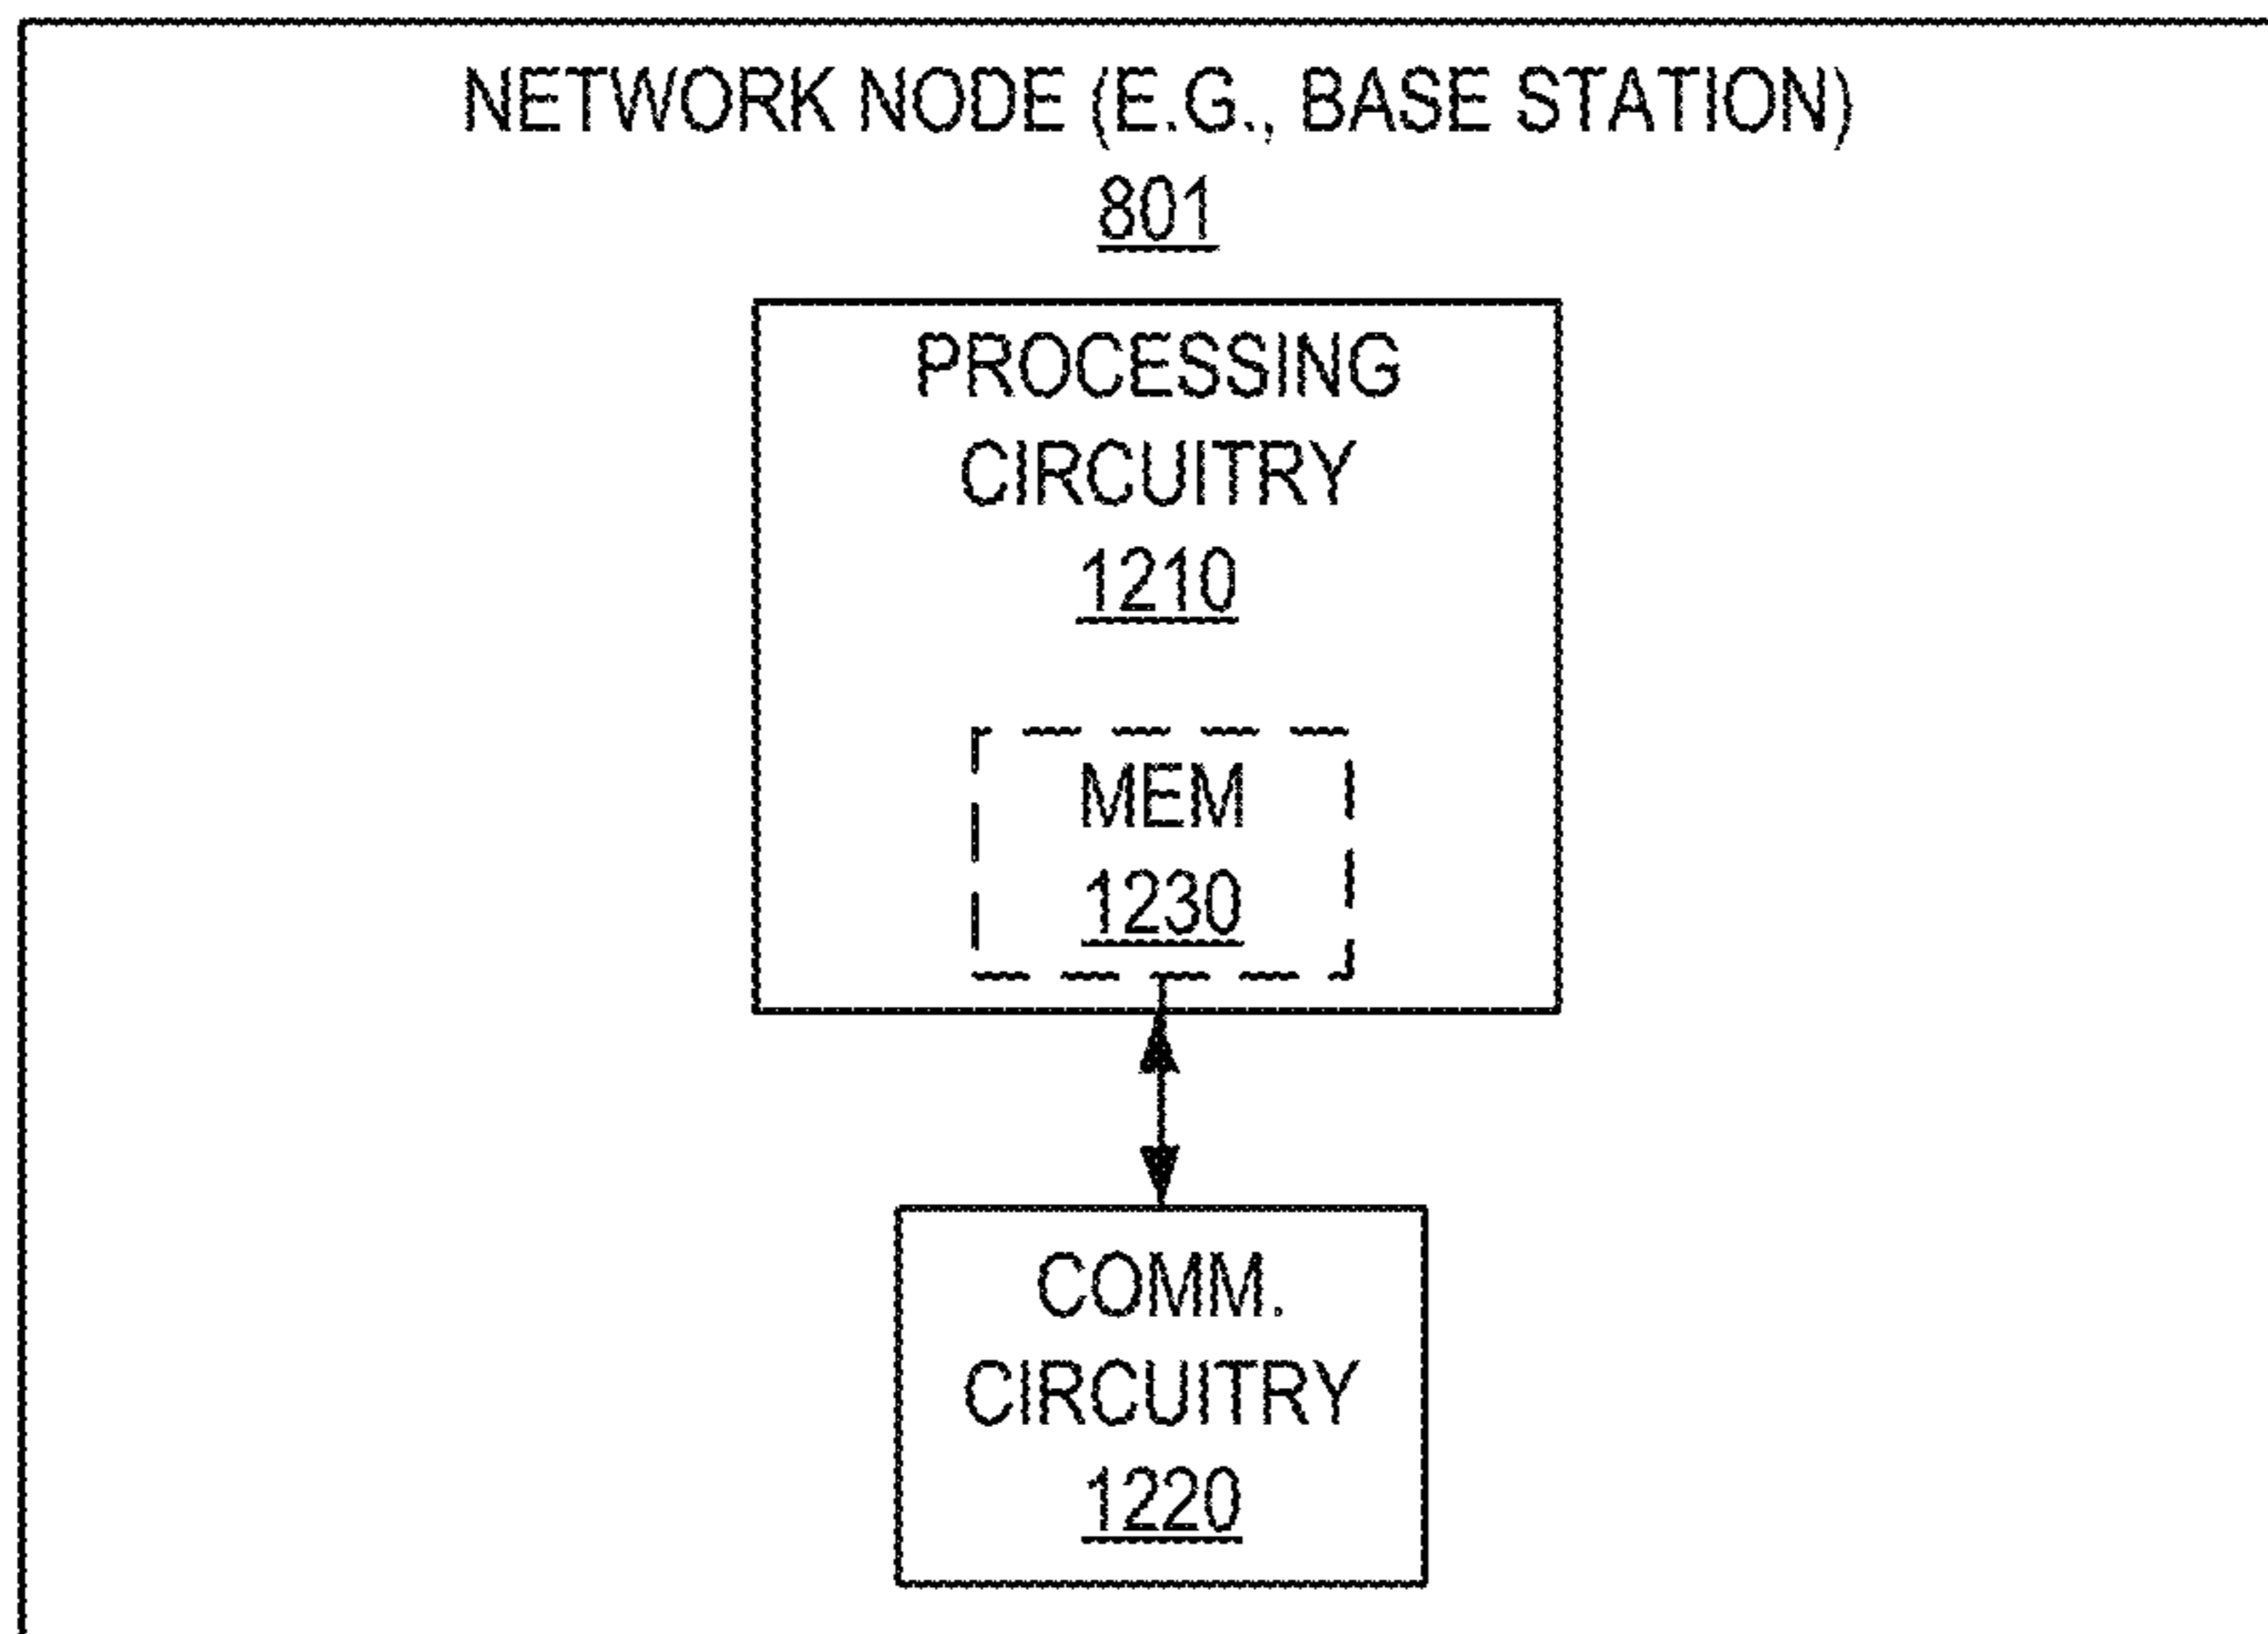 NETWORK NODE (E.G., BASE STATION)
801
PROCESSING
CIRCUITRY
1210
MEM
1230
COMM.
CIRCUITRY
1220